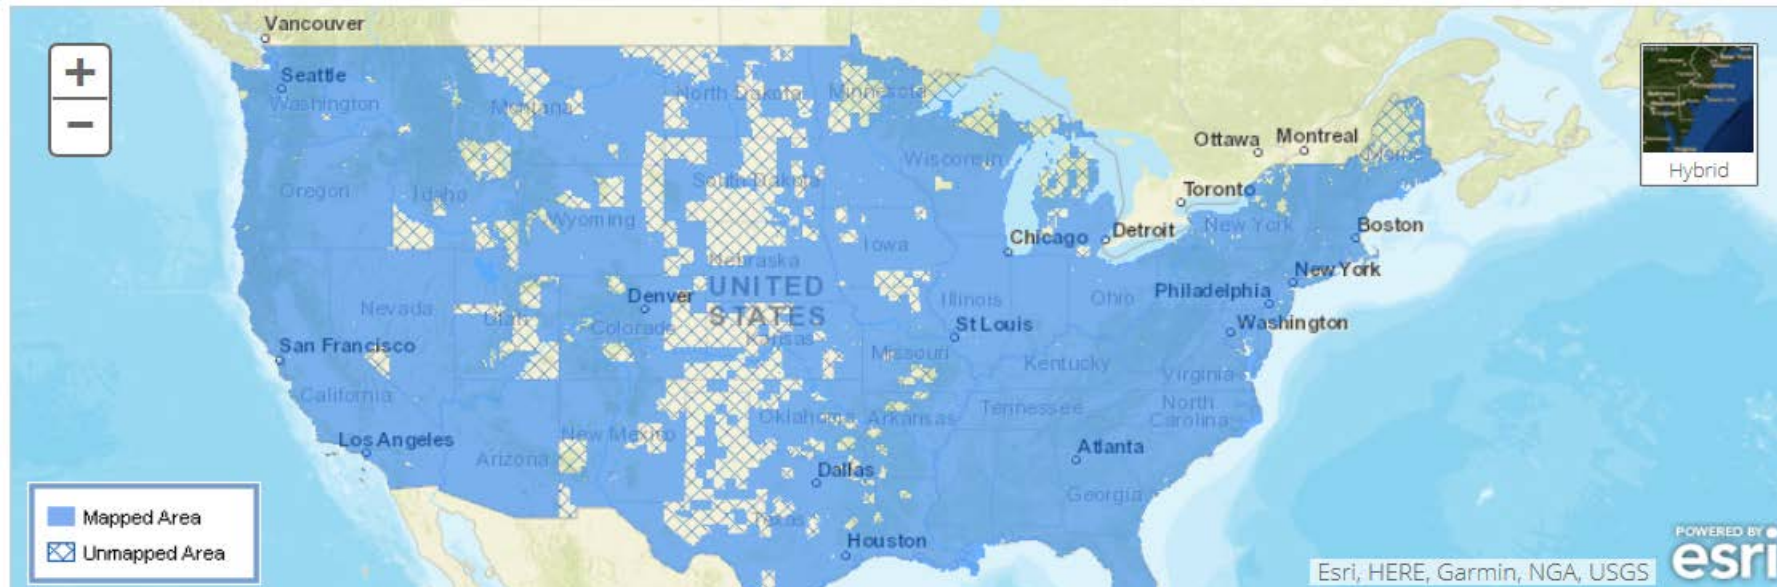 Vancouver
+
Seattle
Washington
−
Montana
North Dakota
Minnesota
Ottawa
Montreal
Maine
Hybrid
Wisconsin
Oregon
Idaho
South Dakota
Toronto
Wyoming
New York
Boston
Iowa
Chicago
Detroit
Nebraska
New York
UNITED
STATES
Denver
Philadelphia
Nevada
Utah
Colorado
Illinois
Ohio
St Louis
Washington
Kansas
San Francisco
Missouri
Kentucky
Virginia
California
Oklahoma
Arkansas
Tennessee
North
Carolina
New Mexico
Los Angeles
Arizona
Atlanta
Dallas
Georgia
Mapped Area
Texas
Unmapped Area
Houston
POWERED BY
esri
Esri, HERE, Garmin, NGA, USGS